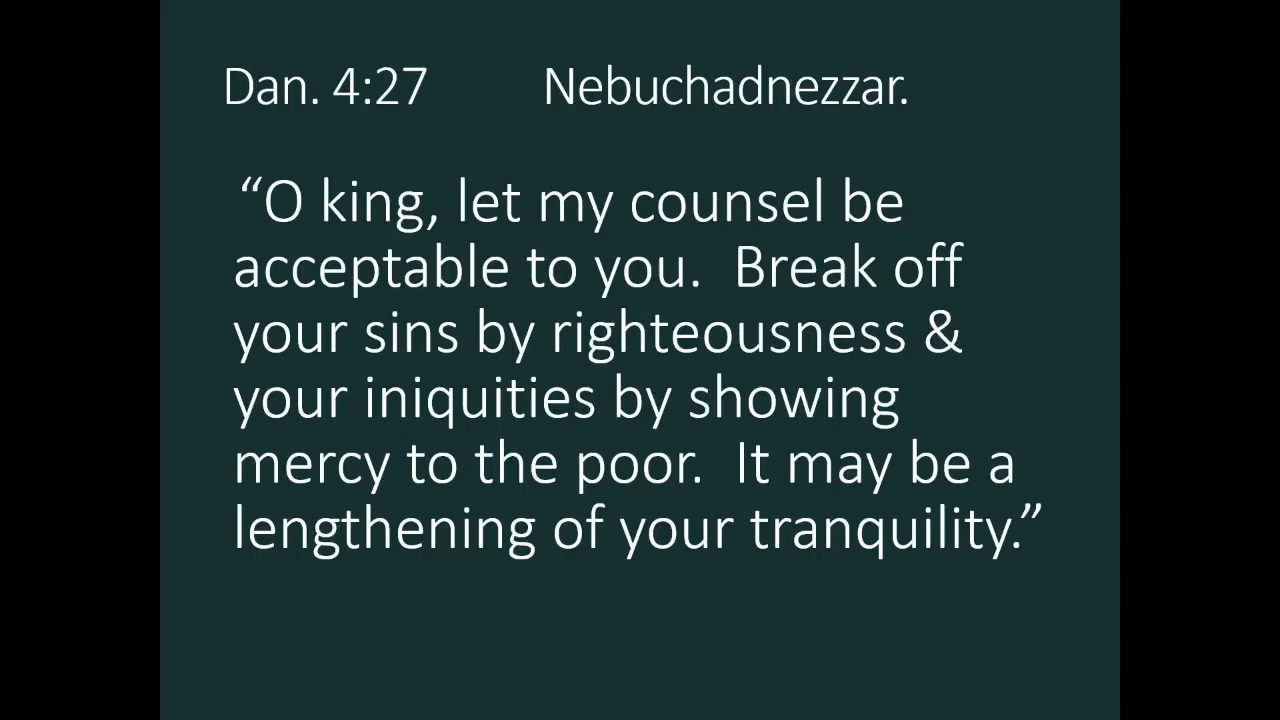 Dan. 4:27 Nebuchadnezzar.
“O king, let my counsel be
acceptable to you. Break off
your sins by righteousness &
your iniquities by showing
mercy to the poor. It may be a
lengthening of your tranquility.”